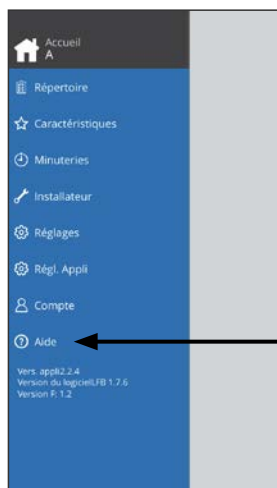 Accueil
A
Répertoire
Caractéristiques
Minuteries
Installateur
Réglages
Régl. Appli
Compte
Aide
Vers. appli2.2.4
Version du logicielLFB 1.7.6
Version F: 1.2